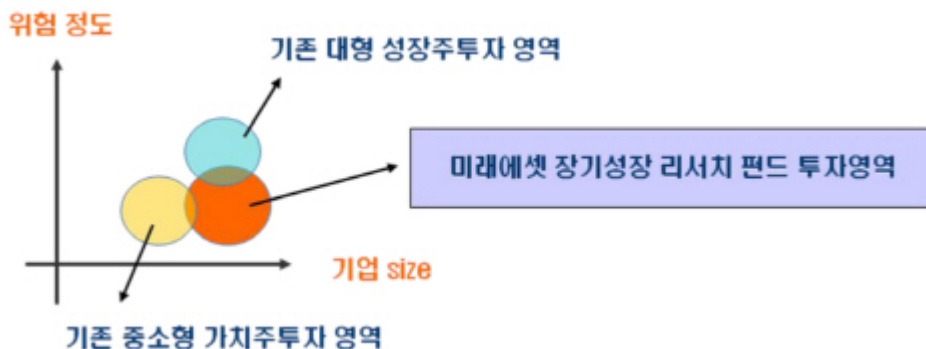 위험 정도
기존 대형 성장주투자 영역
미래에셋 장기성장 리서치 펀드 투자영역
기업 size
기존 중소형 가치주투자 영역